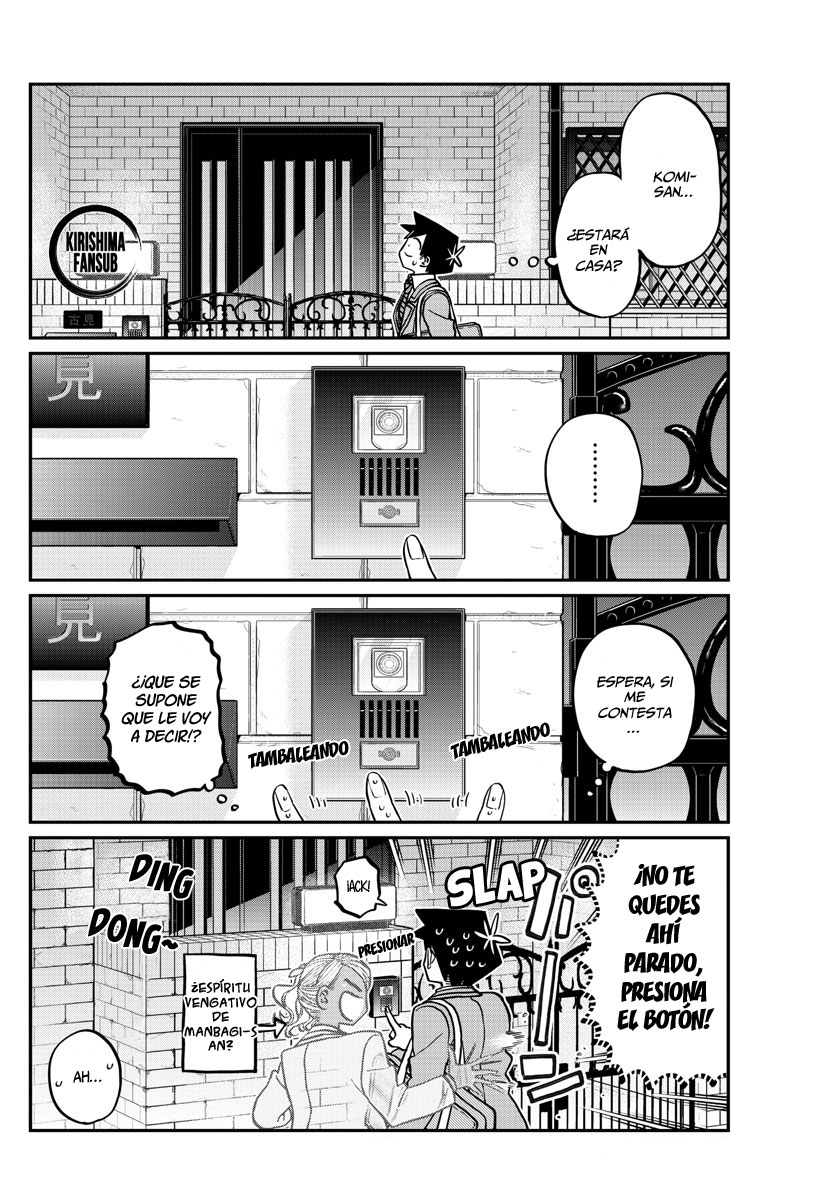 KOMI-
SAN...
¿ESTARÁ
EN
CASA?
KIRISHIMA
FANSUB
古見
見
.........
見
ESPERA, SI
ME
CONTESTA
...
¿¡QUE SE
SUPONE
QUE LE VOY
A DECIR!?
TAMBALEANDO
TAMBALEANDO
¡NO TE
QUEDES
AHÍ
PARADO,
PRESIONA
EL BOTÓN!
SLAP
¡ACK!
PRESIONAR
DING
DONG~
¿ESPÍRITU
VENGATIVO
DE
MANBAGI-S
AN?
AH...